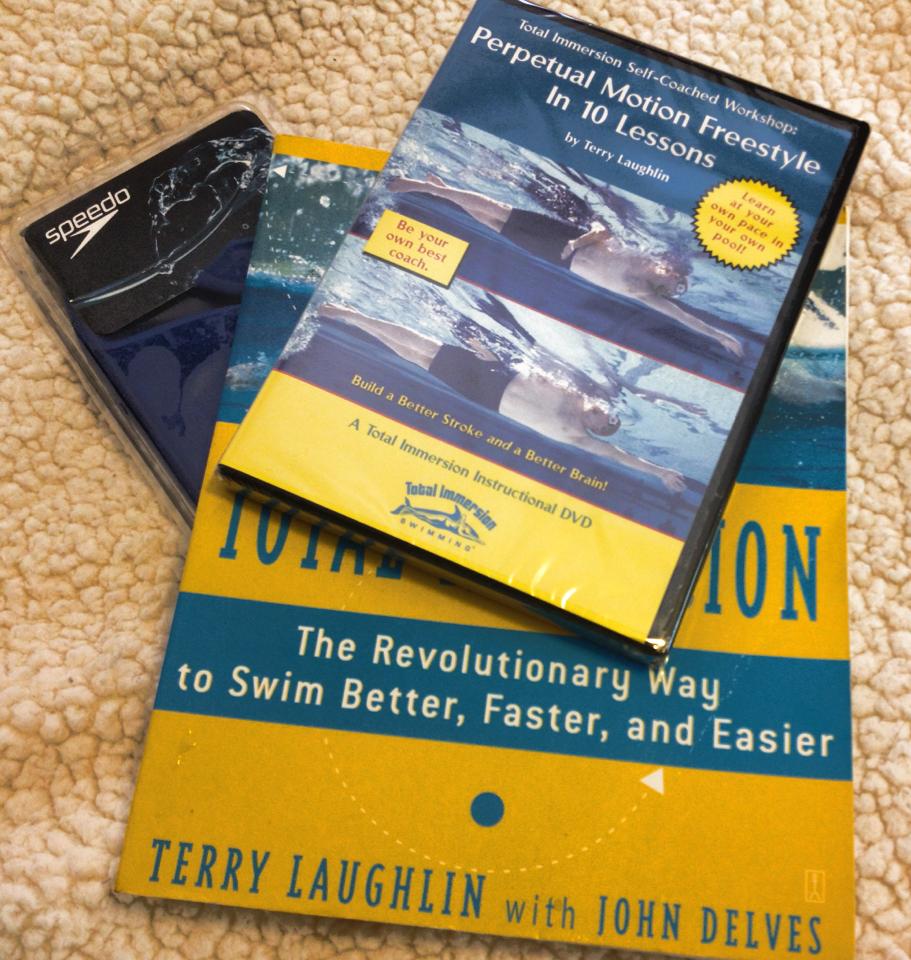 speedo
Total Immersion Self-Coached Workshop:
Perpetual Motion Freestyle
In 10 Lessons
by Terry Laughlin
Learn
at your
own pace in
your own
pool!
Be your
own best
coach.
Build a Better Stroke and a Better Brain!
A Total Immersion Instructional DVD
Total Immersion
SWIMMING
TOTAL ION
The Revolutionary Way
to Swim Better, Faster, and Easier
TERRY LAUGHLIN with JOHN DELVES